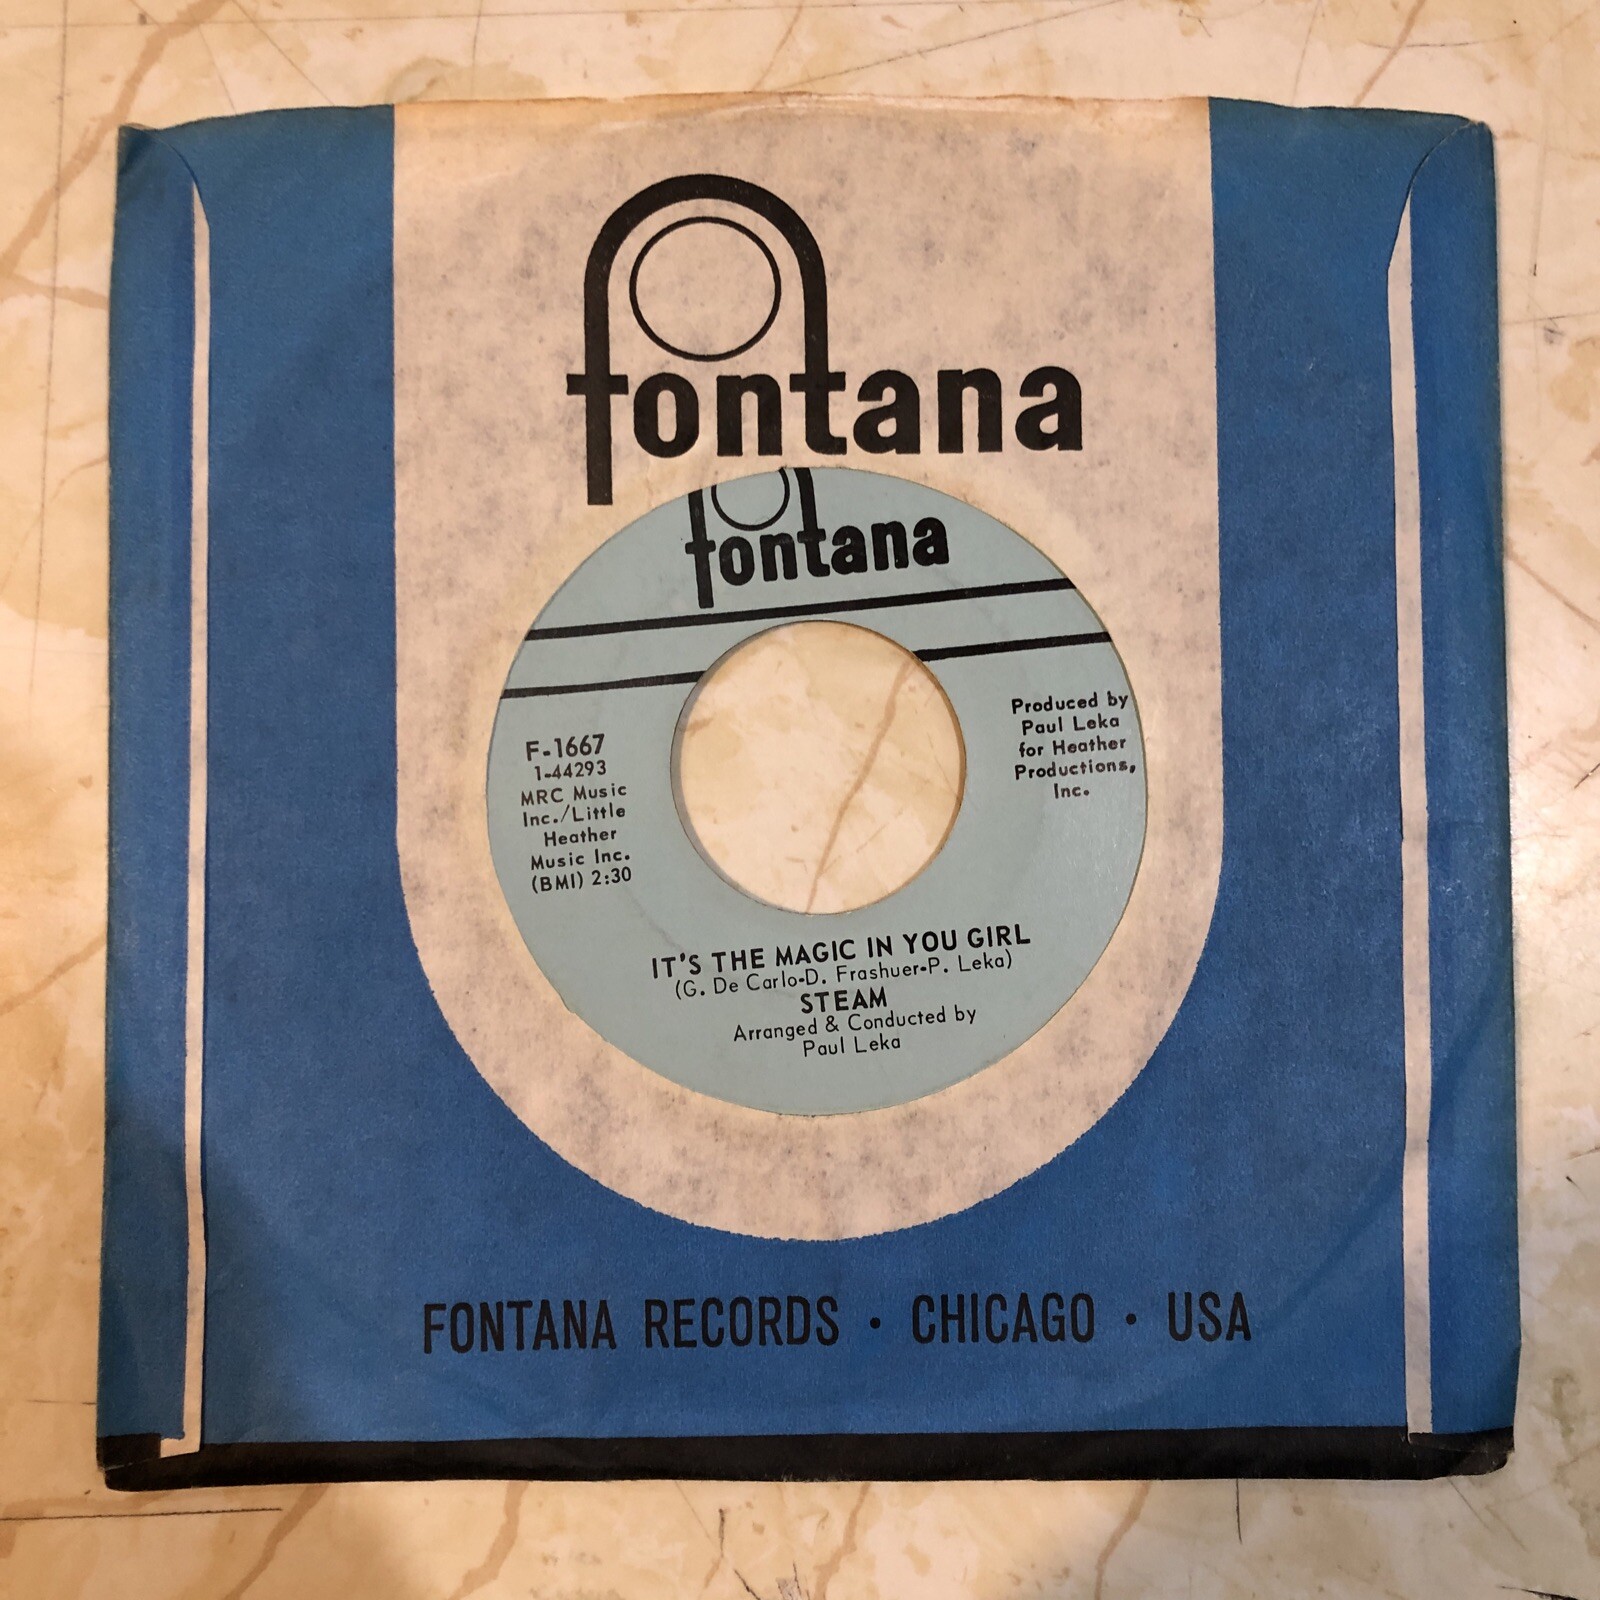 fontana
fontana
F-1667
1-44293
MRC Music
Inc./Little
Heather
Music Inc.
(BMI) 2:30
Produced by
Paul Leka
for Heather
Productions,
Inc.
IT'S THE MAGIC IN YOU GIRL
(G. De Carlo-D. Frashuer-P. Leka)
STEAM
Arranged & Conducted by
Paul Leka
FONTANA RECORDS · CHICAGO · USA